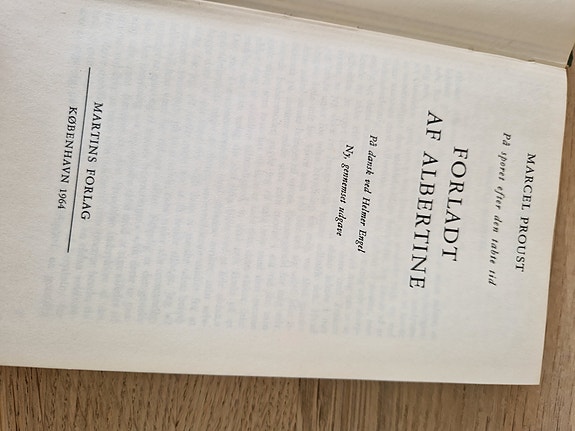 MARCEL PROUST
På sporet efter den tabte tid
FORLADT
AF ALBERTINE
På dansk ved Helmer Engel
Ny, gennemset udgave
MARTINS FORLAG
KØBENHAVN 1964